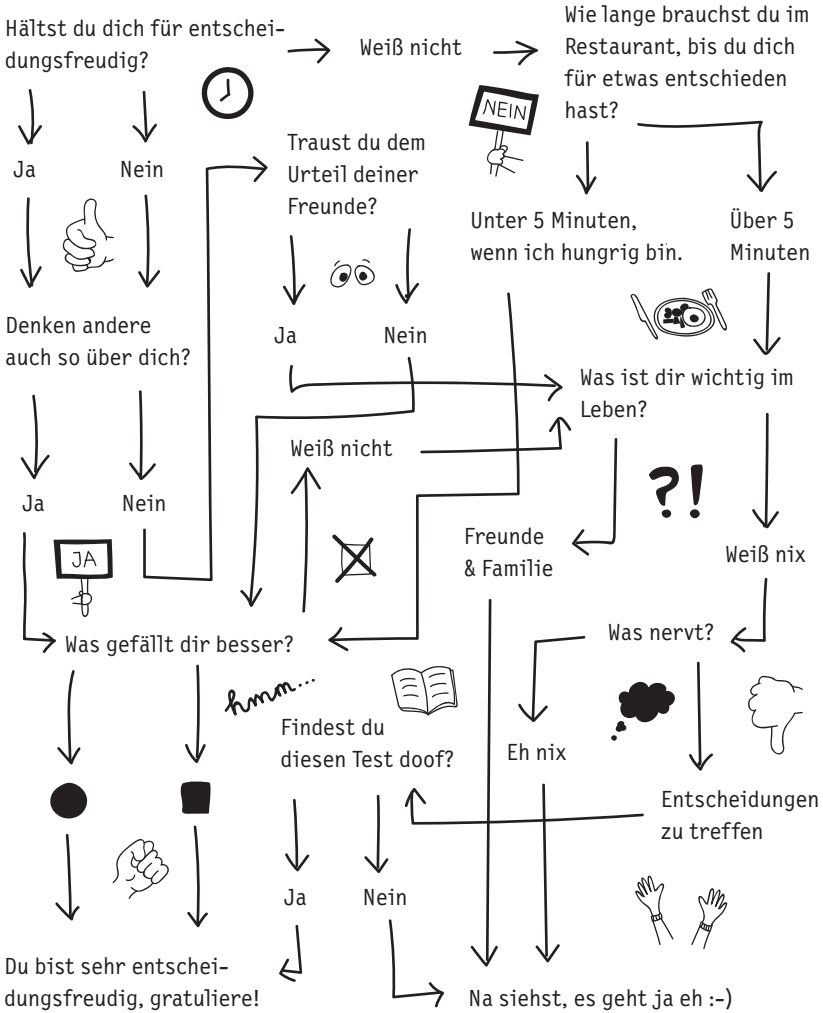 Hältst du dich für entschei-
dungsfreudig?
Weiß nicht
Wie lange brauchst du im
Restaurant, bis du dich
für etwas entschieden
hast?
NEIN
Ja
Nein
Traust du dem
Urteil deiner
Freunde?
Unter 5 Minuten,
wenn ich hungrig bin.
Über 5
Minuten
Denken andere
auch so über dich?
Ja
Nein
Was ist dir wichtig im
Leben?
Weiß nicht
?!
Ja
Nein
Freunde
& Familie
Weiß nix
JA
Was gefällt dir besser?
Was nervt?
hmm...
Findest du
diesen Test doof?
Eh nix
Entscheidungen
zu treffen
Ja
Nein
Du bist sehr entschei-
dungsfreudig, gratuliere!
Na siehst, es geht ja eh :-)